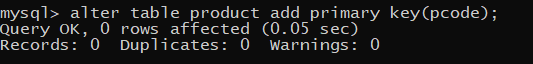 mysql> alter table product add primary key(pcode);
Query OK, 0 rows affected (0.05 sec)
Records: 0  Duplicates: 0  Warnings: 0